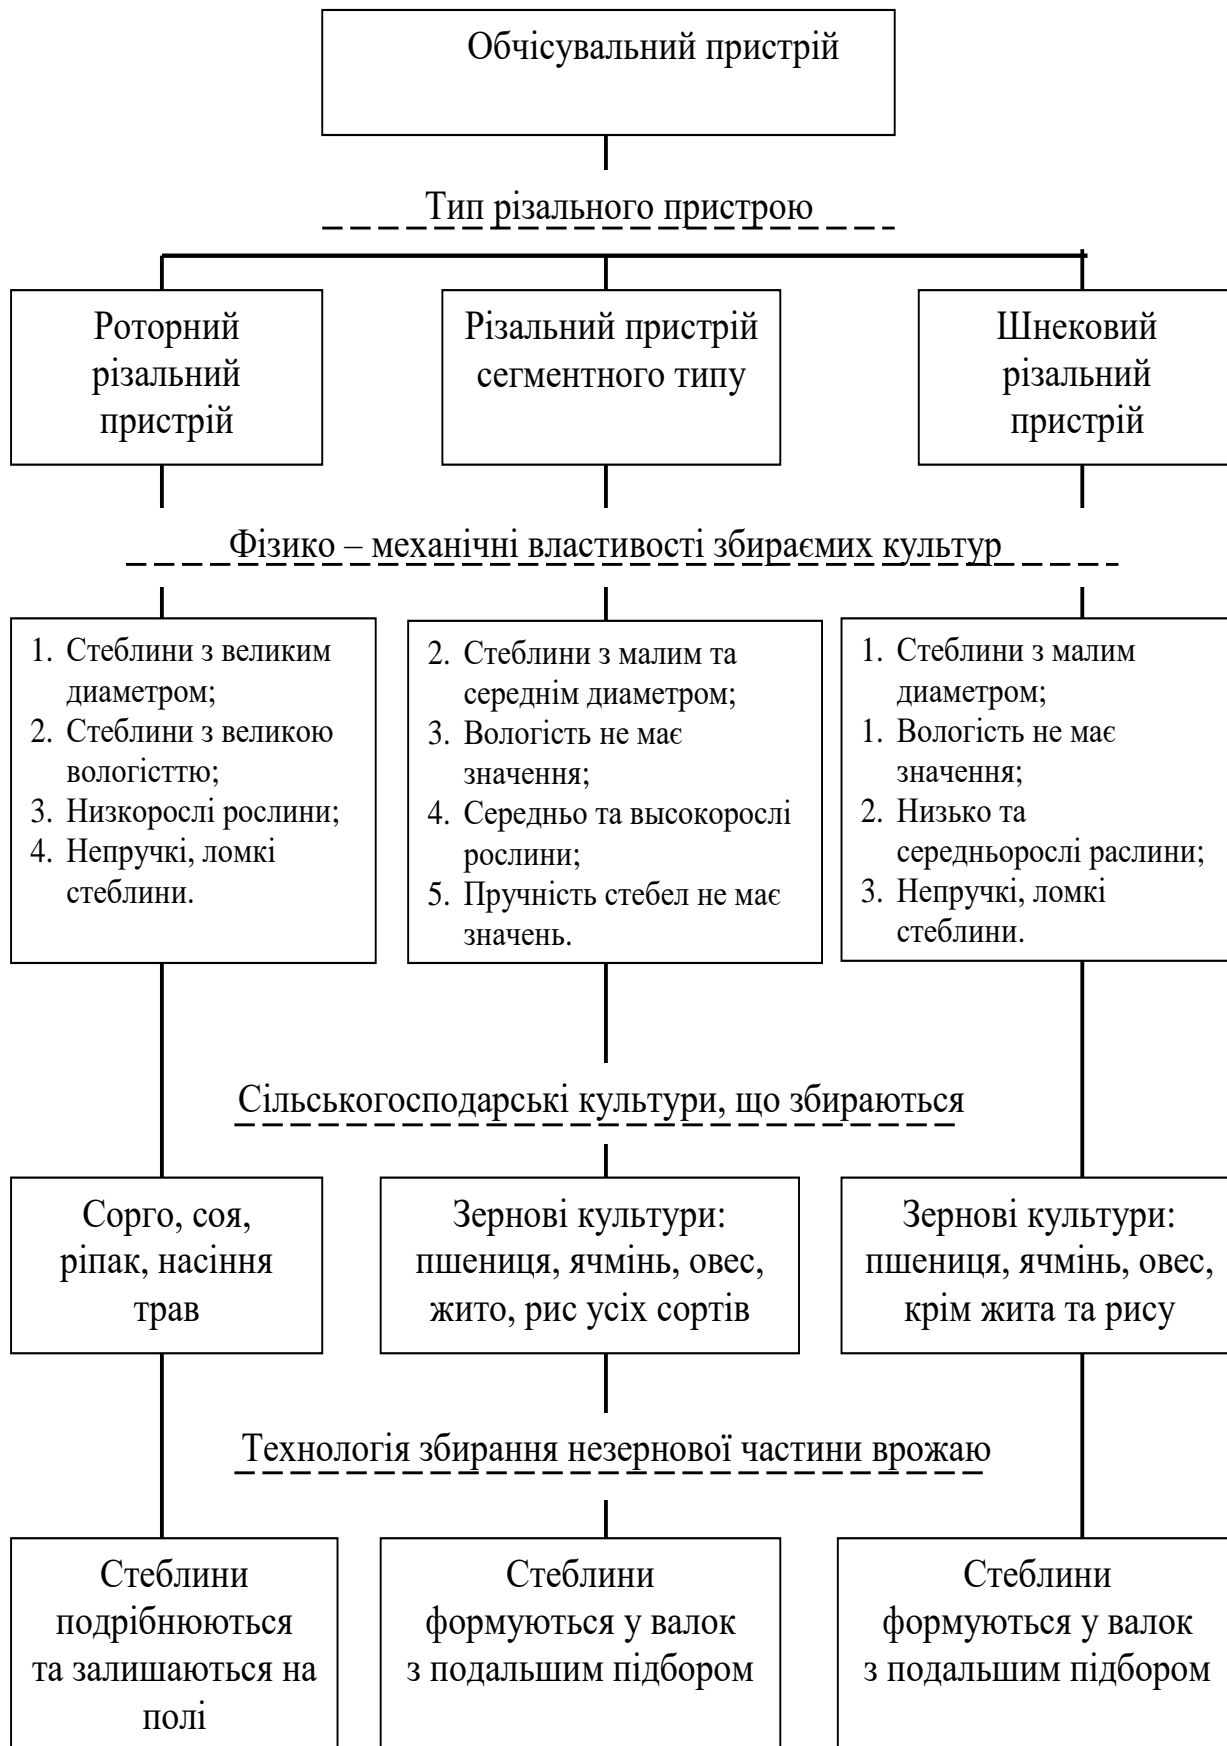 Обчісувальний пристрій
Тип різального пристрою
Роторний
різальний
пристрій
Різальний пристрій
сегментного типу
Шнековий
різальний
пристрій
Фізико – механічні властивості збираємих культур
1. Стеблини з великим
диаметром;
2. Стеблини з великою
вологісттю;
3. Низкорослі рослини;
4. Непручкі, ломкі
стеблини.
2. Стеблини з малим та
середнім диаметром;
3. Вологість не має
значення;
4. Середньо та высокорослі
рослини;
5. Пручність стебел не має
значень.
1. Стеблини з малим
диаметром;
1. Вологість не має
значення;
2. Низько та
середньорослі раслини;
3. Непручкі, ломкі
стеблини.
Сільськогосподарські культури, що збираються
Сорго, соя,
ріпак, насіння
трав
Зернові культури:
пшениця, ячмінь, овес,
жито, рис усіх сортів
Зернові культури:
пшениця, ячмінь, овес,
крім жита та рису
Технологія збирання незернової частини врожаю
Стеблини
подрібнюються
та залишаються на
полі
Стеблини
формуються у валок
з подальшим підбором
Стеблини
формуються у валок
з подальшим підбором